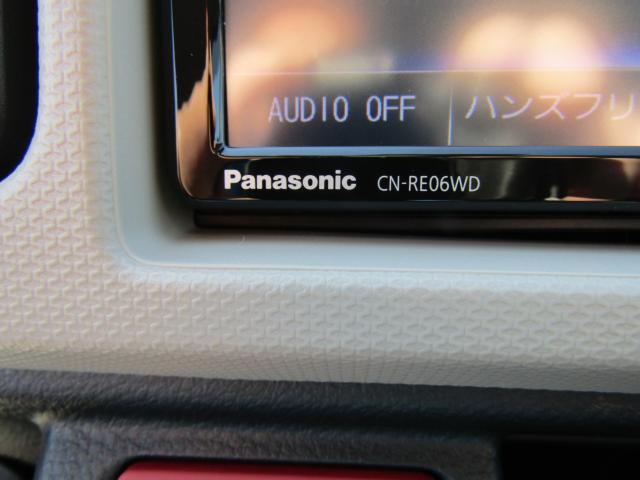 AUDIO OFF ハンズフリ
Panasonic CN-RE06WD